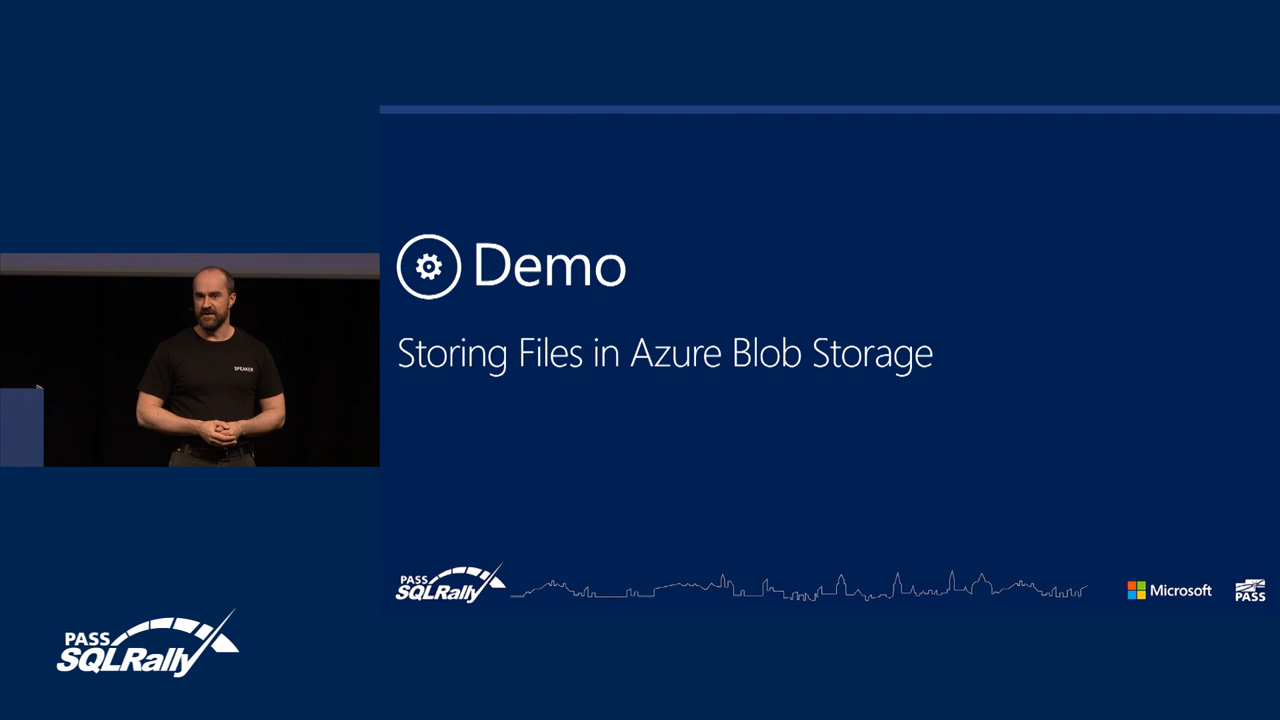 Demo
Storing Files in Azure Blob Storage
SPEAKER
PASS
SQLRally
Microsoft
PASS
PASS
SQLRally